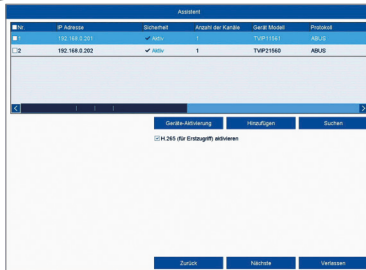 Assistent
Nr. IP Adresse Sicherheit Anzahl der Kanäle Gerät Modell Protokoll
1 192.168.0.201 Aktiv 1 TVIP11561 ABUS
2 192.168.0.202 Aktiv 1 TVIP21560 ABUS
Geräte-Aktivierung Hinzufügen Suchen
H.265 (für Erstzugriff) aktivieren
Zurück Nächste Verlassen